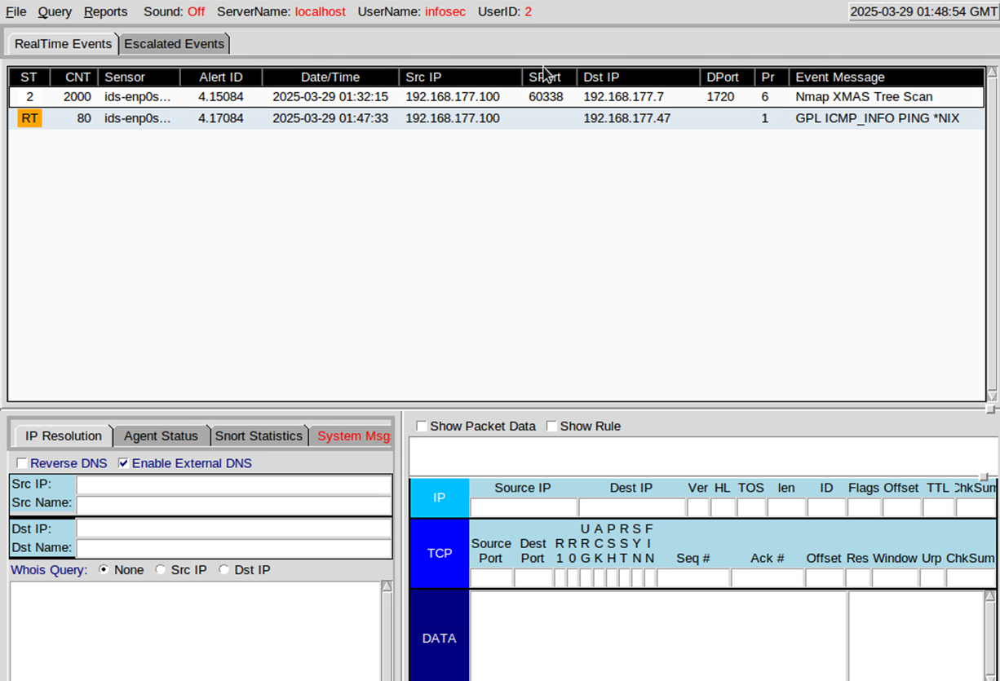 File Query Reports Sound: Off ServerName: localhost UserName: infosec UserID: 2 2025-03-29 01:48:54 GMT
RealTime Events Escalated Events
ST CNT Sensor Alert ID Date/Time Src IP SPort Dst IP DPort Pr Event Message
2 2000 ids-enp0s... 4.15084 2025-03-29 01:32:15 192.168.177.100 60338 192.168.177.7 1720 6 Nmap XMAS Tree Scan
RT 80 ids-enp0s... 4.17084 2025-03-29 01:47:33 192.168.177.100 192.168.177.47 1 GPL ICMP_INFO PING *NIX
IP Resolution Agent Status Snort Statistics System Msg
Reverse DNS Enable External DNS
Src IP:
Src Name:
Dst IP:
Dst Name:
Whois Query: None Src IP Dst IP
Show Packet Data Show Rule
IP Source IP Dest IP Ver HL TOS len ID Flags Offset TTL ChkSum
U A P R S F
Source Dest R R R C S S Y I
TCP
Port Port 1 0 G K H T N N Seq # Ack # Offset Res Window Urp ChkSum
DATA